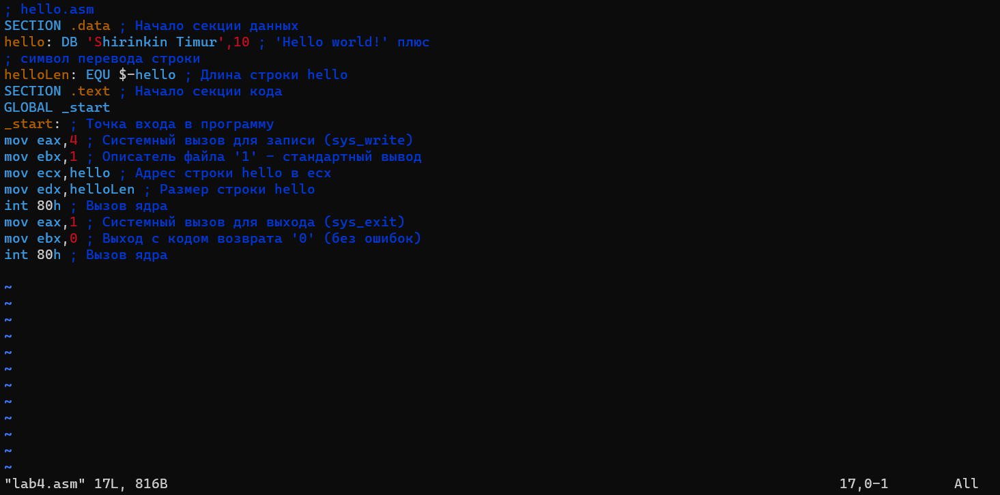 ; hello.asm
SECTION .data ; Начало секции данных
hello: DB 'Shirinkin Timur',10 ; 'Hello world!' плюс
; символ перевода строки
helloLen: EQU $-hello ; Длина строки hello
SECTION .text ; Начало секции кода
GLOBAL _start
_start: ; Точка входа в программу
mov eax,4 ; Системный вызов для записи (sys_write)
mov ebx,1 ; Описатель файла '1' - стандартный вывод
mov ecx,hello ; Адрес строки hello в ecx
mov edx,helloLen ; Размер строки hello
int 80h ; Вызов ядра
mov eax,1 ; Системный вызов для выхода (sys_exit)
mov ebx,0 ; Выход с кодом возврата '0' (без ошибок)
int 80h ; Вызов ядра
~
~
~
~
~
~
~
~
~
~
~
~
"lab4.asm" 17L, 816B 17,0-1 All